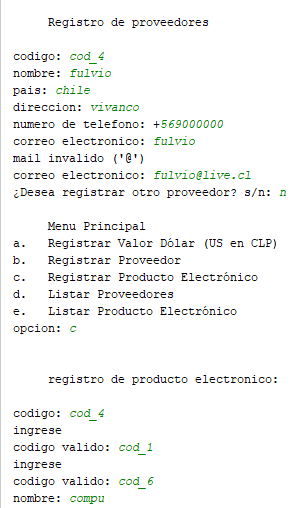 Registro de proveedores
codigo: cod_4
nombre: fulvio
pais: chile
direccion: vivanco
numero de telefono: +569000000
correo electronico: fulvio
mail invalido ('@')
correo electronico: fulvio@live.cl
¿Desea registrar otro proveedor? s/n: n
Menu Principal
a. Registrar Valor Dólar (US en CLP)
b. Registrar Proveedor
c. Registrar Producto Electrónico
d. Listar Proveedores
e. Listar Producto Electrónico
opcion: c
registro de producto electronico:
codigo: cod_4
ingrese
codigo valido: cod_1
ingrese
codigo valido: cod_6
nombre: compu